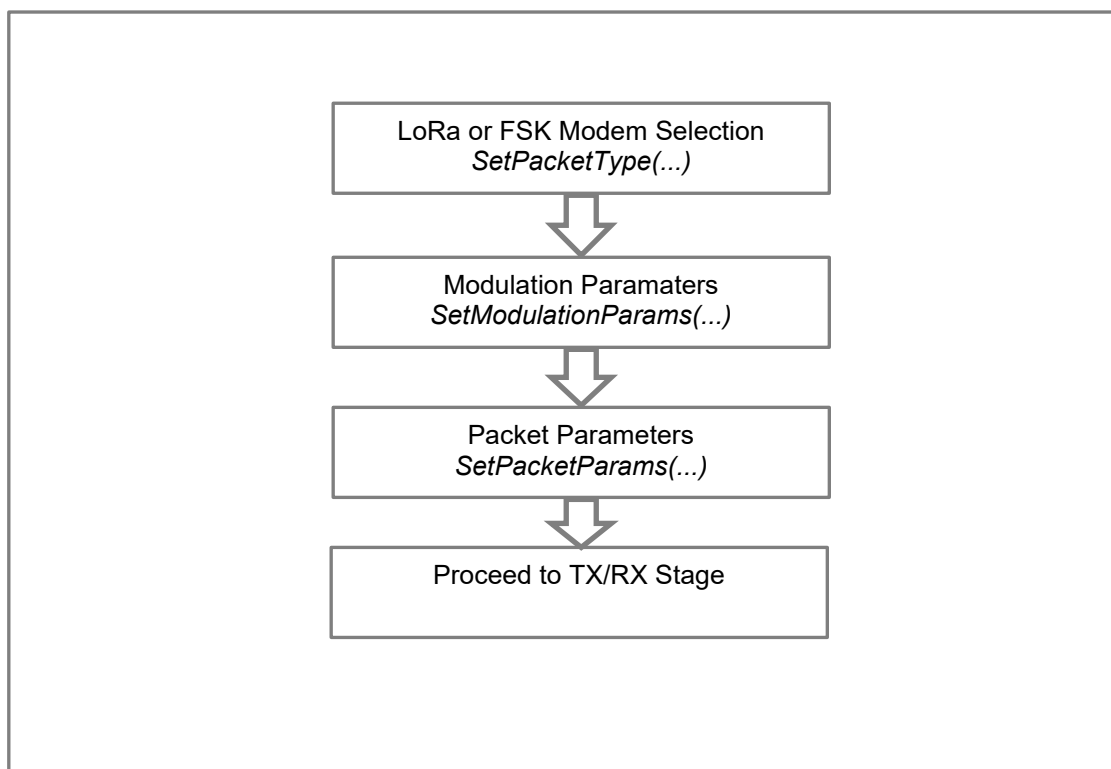 LoRa or FSK Modem Selection
SetPacketType(...)
Modulation Paramaters
SetModulationParams(...)
Packet Parameters
SetPacketParams(...)
Proceed to TX/RX Stage